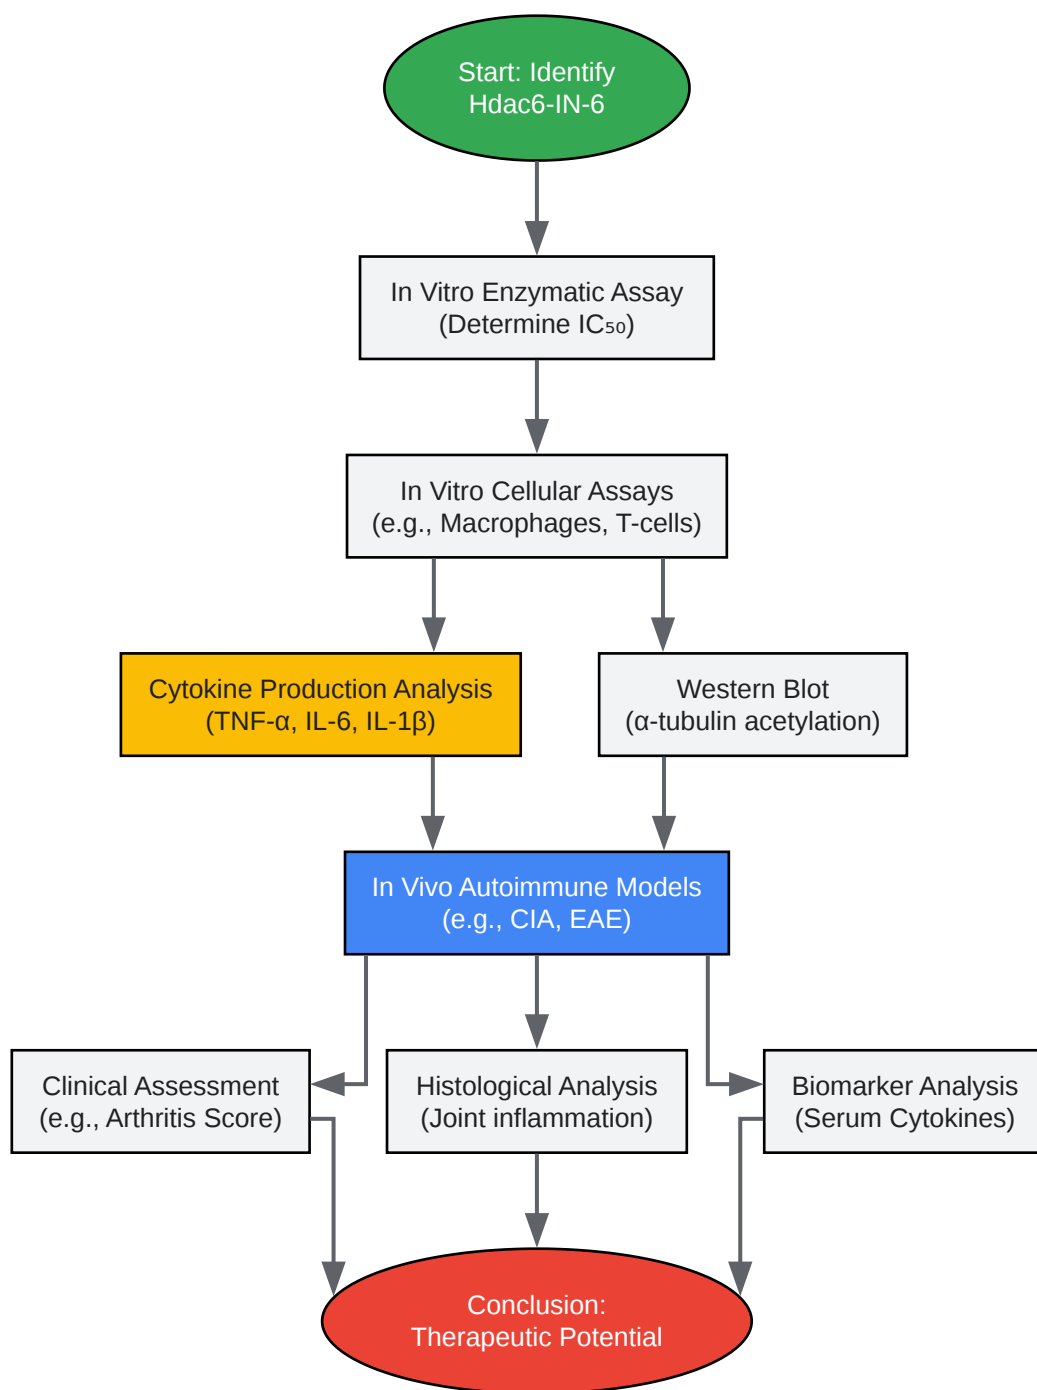 Start: Identify
Hdac6-IN-6
In Vitro Enzymatic Assay
(Determine IC₅₀)
In Vitro Cellular Assays
(e.g., Macrophages, T-cells)
Cytokine Production Analysis
(TNF-α, IL-6, IL-1β)
Western Blot
(α-tubulin acetylation)
In Vivo Autoimmune Models
(e.g., CIA, EAE)
Clinical Assessment
(e.g., Arthritis Score)
Histological Analysis
(Joint inflammation)
Biomarker Analysis
(Serum Cytokines)
Conclusion:
Therapeutic Potential